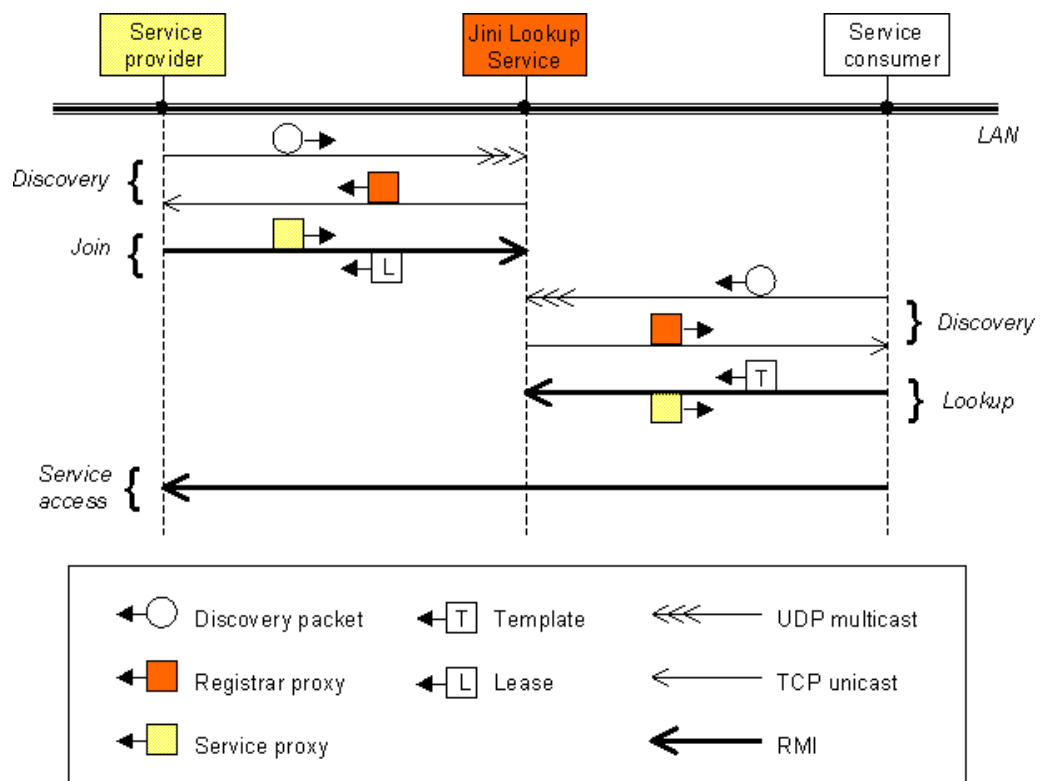 Service
provider
Jini Lookup
Service
Service
consumer
LAN
Discovery
Join
L
Discovery
T
Lookup
Service
access
Discovery packet
T
Template
UDP multicast
Registrar proxy
L
Lease
TCP unicast
Service proxy
RMI